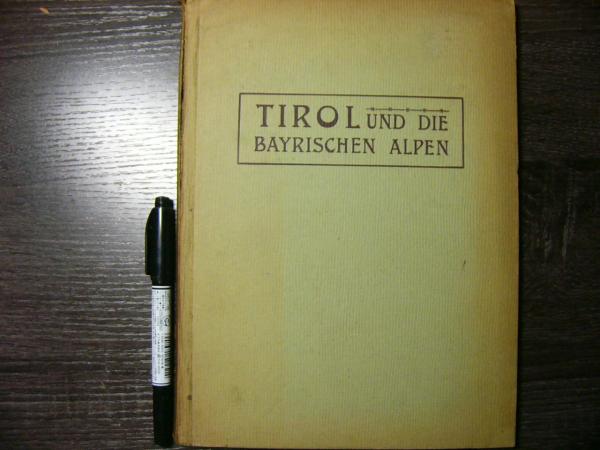 TIROL UND DIE
BAYRISCHEN ALPEN